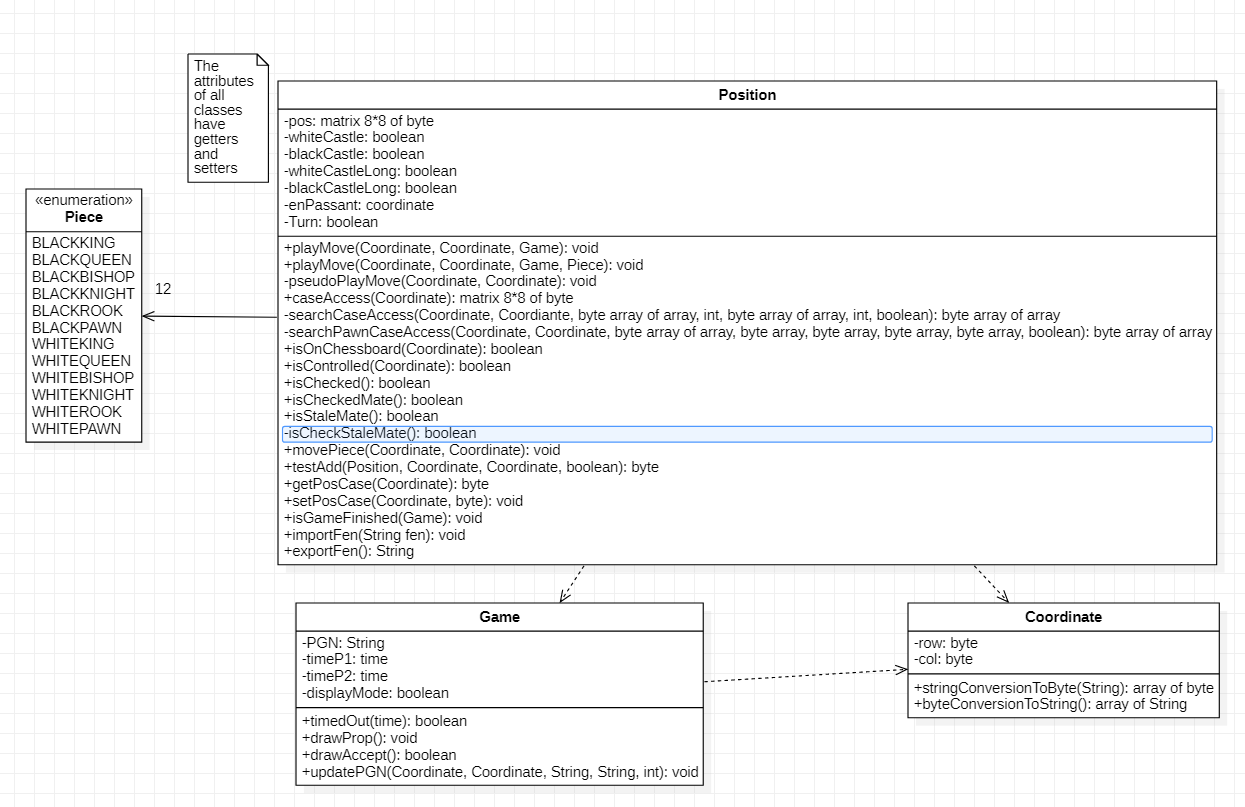 The
attributes
of all
classes
have
getters
and
setters
Position
-pos: matrix 8*8 of byte
-whiteCastle: boolean
-blackCastle: boolean
-whiteCastleLong: boolean
-blackCastleLong: boolean
-enPassant: coordinate
-Turn: boolean
+playMove(Coordinate, Coordinate, Game): void
+playMove(Coordinate, Coordinate, Game, Piece): void
-pseudoPlayMove(Coordinate, Coordinate): void
+caseAccess(Coordinate): matrix 8*8 of byte
-searchCaseAccess(Coordinate, Coordiante, byte array of array, int, byte array of array, int, boolean): byte array of array
-searchPawnCaseAccess(Coordinate, Coordinate, byte array of array, byte array, byte array, byte array, byte array, boolean): byte array of array
+isOnChessboard(Coordinate): boolean
+isControlled(Coordinate): boolean
+isChecked(): boolean
+isCheckedMate(): boolean
+isStaleMate(): boolean
-isCheckStaleMate(): boolean
+movePiece(Coordinate, Coordinate): void
+testAdd(Position, Coordinate, Coordinate, boolean): byte
+getPosCase(Coordinate): byte
+setPosCase(Coordinate, byte): void
+isGameFinished(Game): void
+importFen(String fen): void
+exportFen(): String
«enumeration»
Piece
BLACKKING
BLACKQUEEN
BLACKBISHOP
BLACKKNIGHT
BLACKROOK
BLACKPAWN
WHITEKING
WHITEQUEEN
WHITEBISHOP
WHITEKNIGHT
WHITEROOK
WHITEPAWN
12
Game
-PGN: String
-timeP1: time
-timeP2: time
-displayMode: boolean
+timedOut(time): boolean
+drawProp(): void
+drawAccept(): boolean
+updatePGN(Coordinate, Coordinate, String, String, int): void
Coordinate
-row: byte
-col: byte
+stringConversionToByte(String): array of byte
+byteConversionToString(): array of String